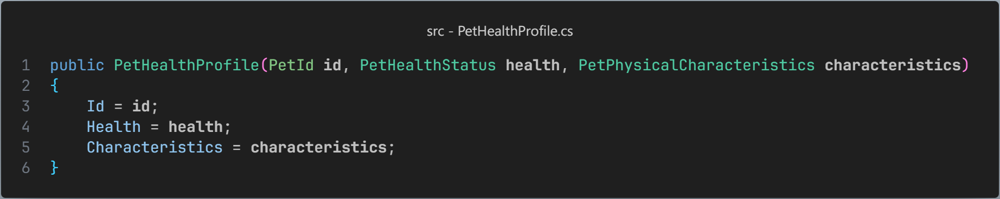 src - PetHealthProfile.cs
1 public PetHealthProfile(PetId id, PetHealthStatus health, PetPhysicalCharacteristics characteristics)
2 {
3     Id = id;
4     Health = health;
5     Characteristics = characteristics;
6 }